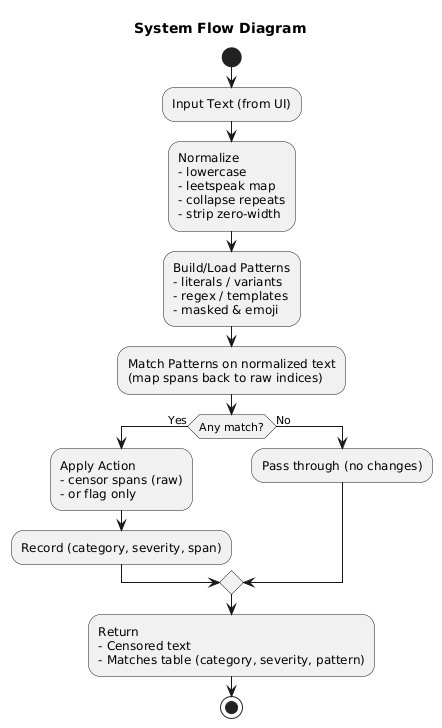 System Flow Diagram
Input Text (from UI)
Normalize
- lowercase
- leetspeak map
- collapse repeats
- strip zero-width
Build/Load Patterns
- literals / variants
- regex / templates
- masked & emoji
Match Patterns on normalized text
(map spans back to raw indices)
Any match?
Yes
No
Apply Action
- censor spans (raw)
- or flag only
Pass through (no changes)
Record (category, severity, span)
Return
- Censored text
- Matches table (category, severity, pattern)